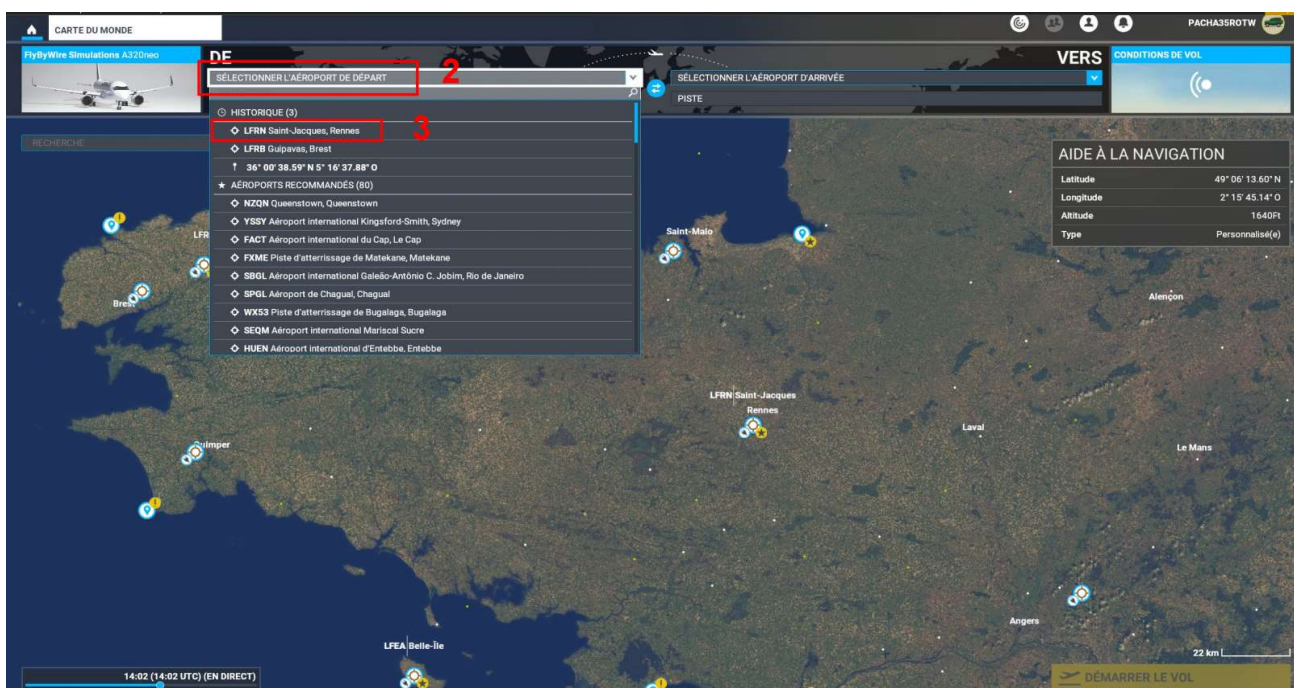 CARTE DU MONDE
PACHA35ROTW
FlyByWire Simulations A320neo
DE
VERS
CONDITIONS DE VOL
SÉLECTIONNER L'AÉROPORT DE DÉPART
2
SÉLECTIONNER L'AÉROPORT D'ARRIVÉE
PISTE
HISTORIQUE (3)
LFRN Saint-Jacques, Rennes
3
LFRB Guipavas, Brest
36° 00' 38.59" N 5° 16' 37.88" O
AÉROPORTS RECOMMANDÉS (80)
NZQN Queenstown, Queenstown
YSSY Aéroport international Kingsford-Smith, Sydney
FACT Aéroport international du Cap, Le Cap
FXME Piste d'atterrissage de Matekane, Matekane
SBGL Aéroport international Galeão-Antônio C. Jobim, Rio de Janeiro
SPGL Aéroport de Chagual, Chagual
WX53 Piste d'atterrissage de Bugalaga, Bugalaga
SEQM Aéroport international Mariscal Sucre
HUEN Aéroport international d'Entebbe, Entebbe
RECHERCHE
AIDE À LA NAVIGATION
Latitude 49° 06' 13.60" N
Longitude 2° 15' 45.14" O
Altitude 1640Ft
Type Personnalisé(e)
LFR
Saint-Malo
Brest
Alençon
LFRN Saint-Jacques
Rennes
Laval
Quimper
Le Mans
Angers
LFEA Belle-Île
22 km
14:02 (14:02 UTC) (EN DIRECT)
DÉMARRER LE VOL